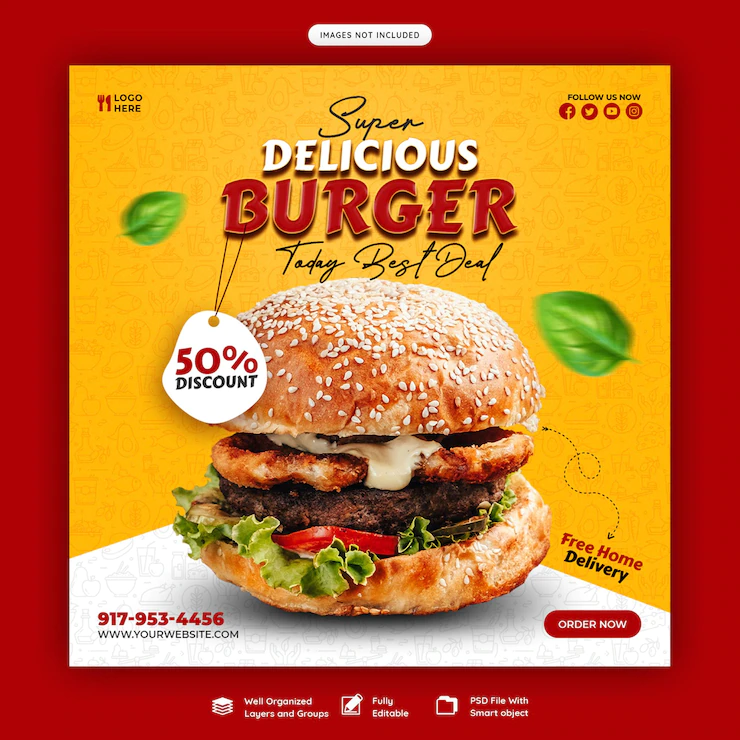 IMAGES NOT INCLUDED
LOGO
HERE
FOLLOW US NOW
Super
DELICIOUS
BURGER
Today Best Deal
50%
DISCOUNT
Free Home
Delivery
917-953-4456
WWW.YOURWEBSITE.COM
ORDER NOW
Well Organized
Layers and Groups
Fully
Editable
PSD File With
Smart object